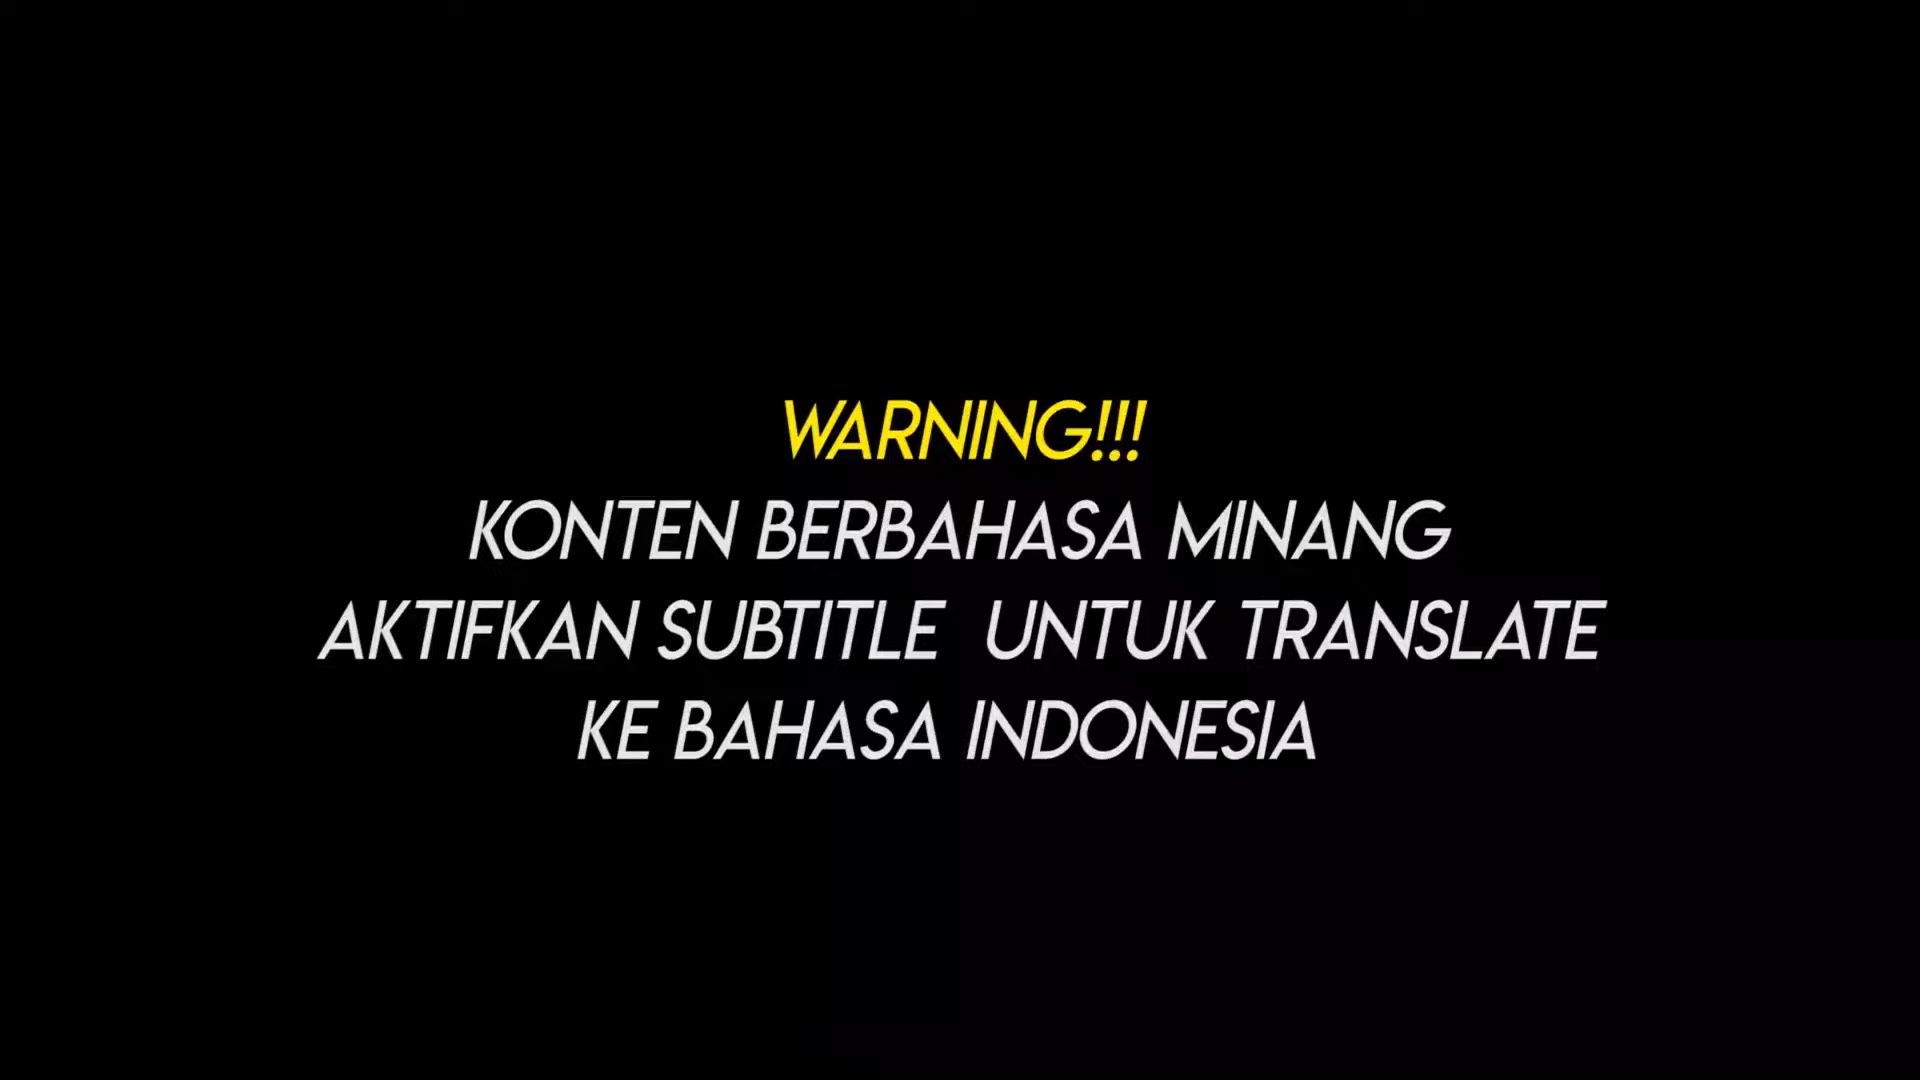 WARNING!!!
KONTEN BERBAHASA MINANG
AKTIFKAN SUBTITLE UNTUK TRANSLATE
KE BAHASA INDONESIA